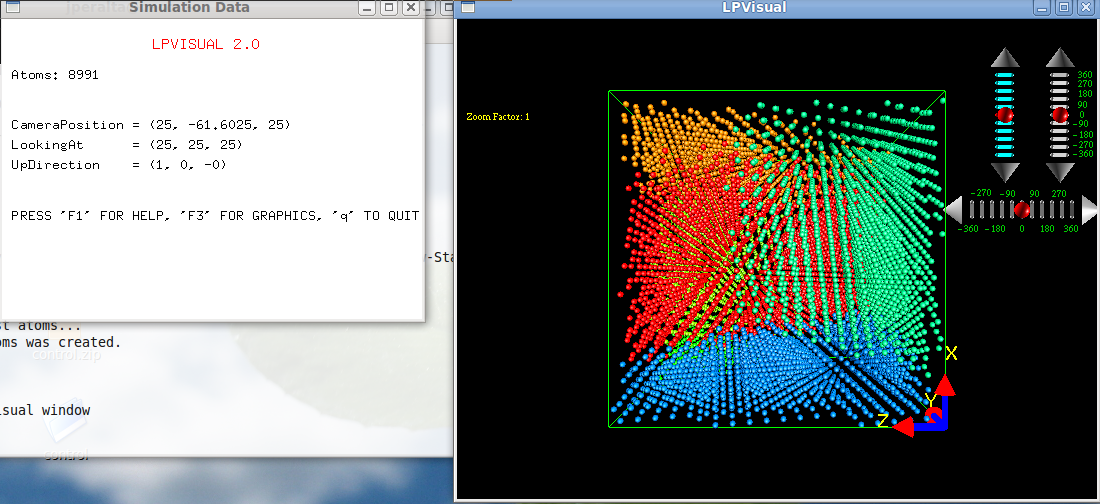 jperalta
Simulation Data
LPVISUAL 2.0
Atoms: 8991
CameraPosition = (25, -61.6025, 25)
LookingAt = (25, 25, 25)
UpDirection = (1, 0, -0)
PRESS "F1" FOR HELP, "F3" FOR GRAPHICS, "q" TO QUIT
st atoms...
oms was created.
control.zip
isual window
control
LPVisual
Zoom Factor: 1
360
270
180
90
0
-90
-180
-270
-360
-270 -90 90 270
-360 -180 0 180 360
X
Y
Z